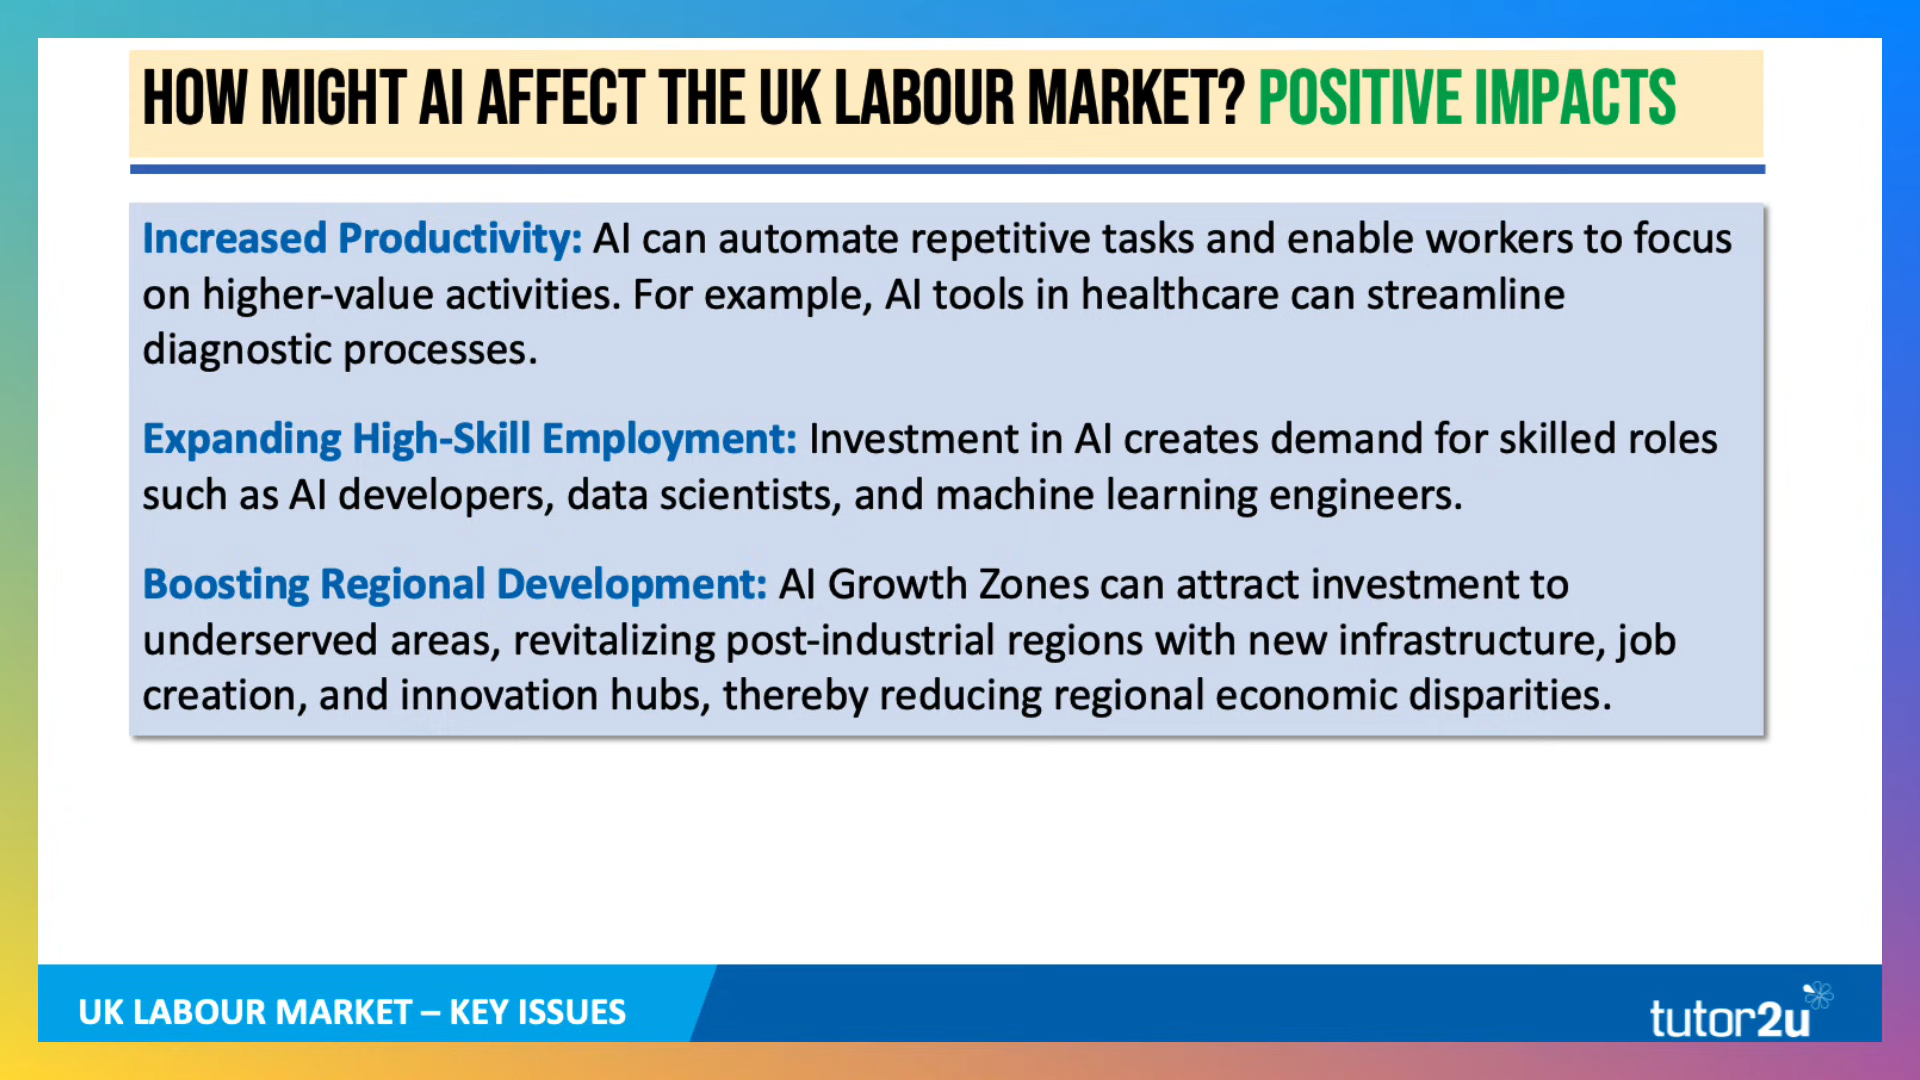 HOW MIGHT AI AFFECT THE UK LABOUR MARKET? POSITIVE IMPACTS
Increased Productivity: AI can automate repetitive tasks and enable workers to focus
on higher-value activities. For example, AI tools in healthcare can streamline
diagnostic processes.
Expanding High-Skill Employment: Investment in AI creates demand for skilled roles
such as AI developers, data scientists, and machine learning engineers.
Boosting Regional Development: AI Growth Zones can attract investment to
underserved areas, revitalizing post-industrial regions with new infrastructure, job
creation, and innovation hubs, thereby reducing regional economic disparities.
UK LABOUR MARKET – KEY ISSUES
tutor2u